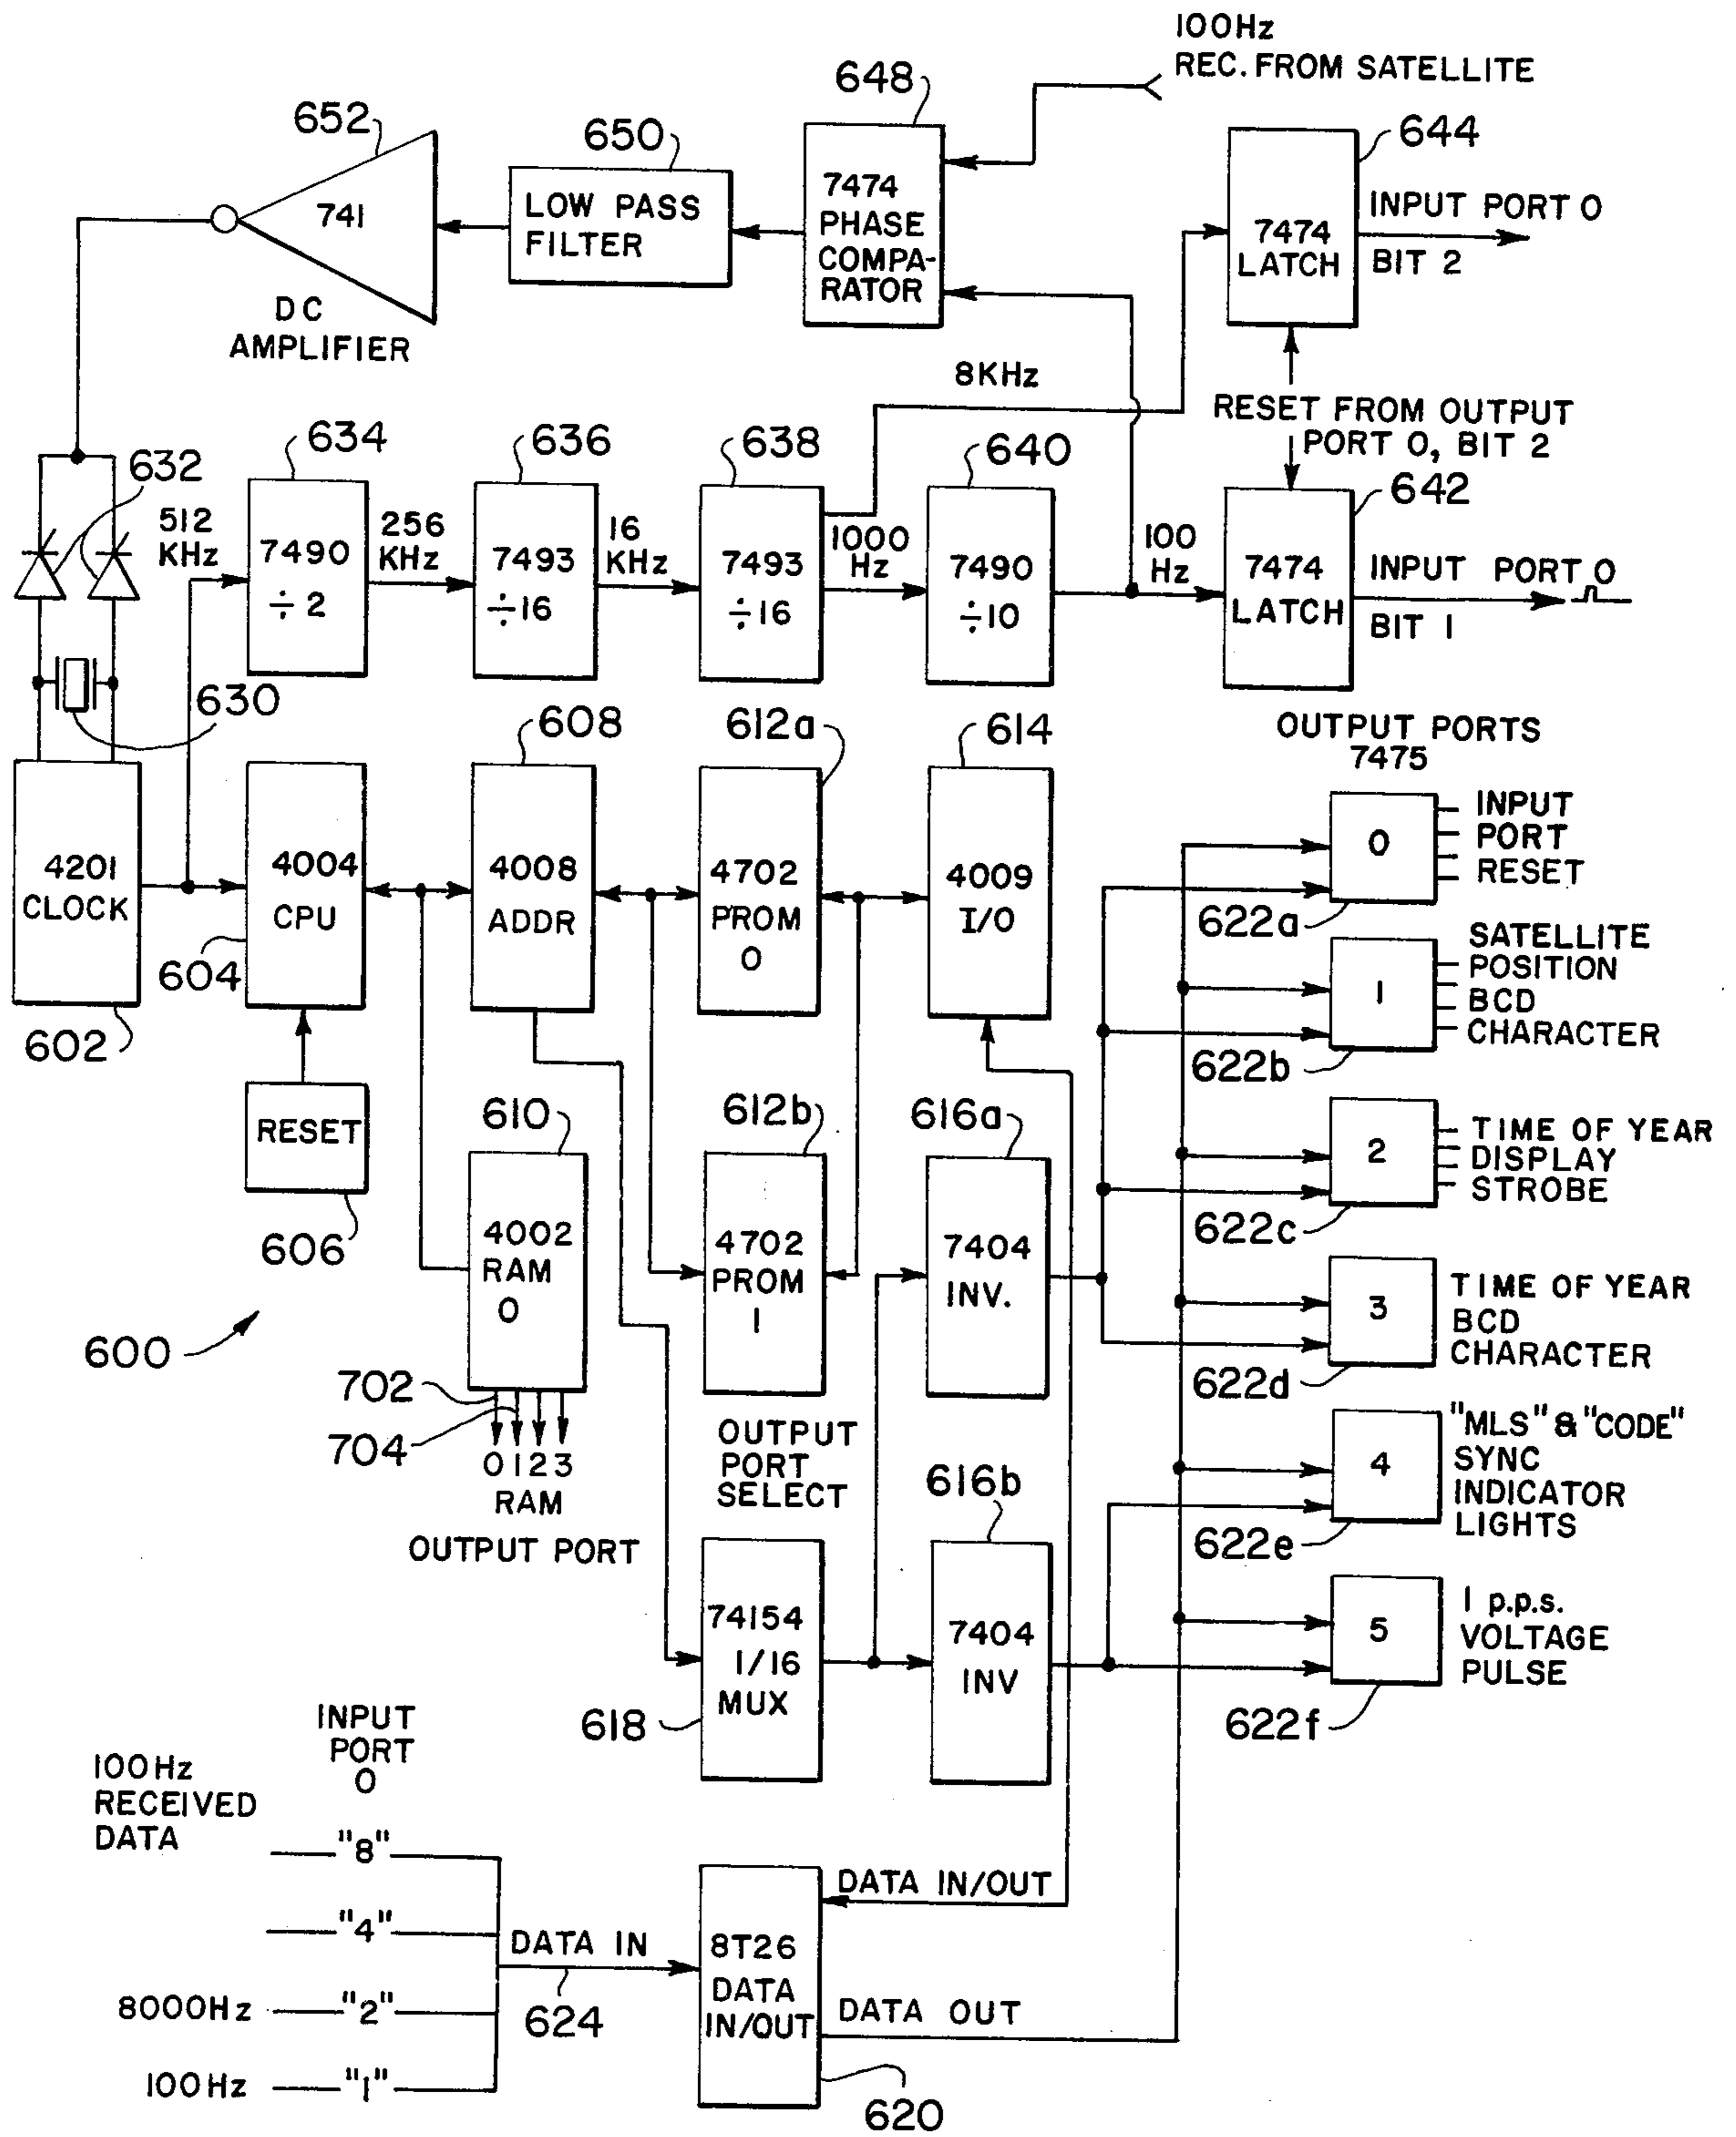 100Hz
REC. FROM SATELLITE
648
652
650
644
741
LOW PASS
FILTER
7474
PHASE
COMPA-
RATOR
7474
LATCH
INPUT PORT 0
BIT 2
DC
AMPLIFIER
8KHz
RESET FROM OUTPUT
PORT 0, BIT 2
632
634
636
638
640
642
512
KHz
7490
÷2
256
KHz
7493
÷16
16
KHz
7493
÷16
1000
Hz
7490
÷10
100
Hz
7474
LATCH
INPUT PORT 0
BIT 1
630
608
612a
614
OUTPUT PORTS
7475
4201
CLOCK
4004
CPU
4008
ADDR
4702
PROM
0
4009
I/O
0
INPUT
PORT
RESET
622a
604
602
1
SATELLITE
POSITION
BCD
CHARACTER
622b
RESET
606
610
612b
616a
2
TIME OF YEAR
DISPLAY
STROBE
622c
4002
RAM
0
4702
PROM
1
7404
INV.
3
TIME OF YEAR
BCD
CHARACTER
622d
600
702
704
0 1 2 3
RAM
OUTPUT PORT
OUTPUT
PORT
SELECT
616b
4
"MLS" & "CODE"
SYNC
INDICATOR
LIGHTS
622e
74154
1/16
MUX
618
7404
INV
5
1 p.p.s.
VOLTAGE
PULSE
622f
INPUT
PORT
0
100Hz
RECEIVED
DATA
"8"
"4"
8000Hz "2"
100Hz "1"
DATA IN
624
8T26
DATA
IN/OUT
DATA IN/OUT
DATA OUT
620